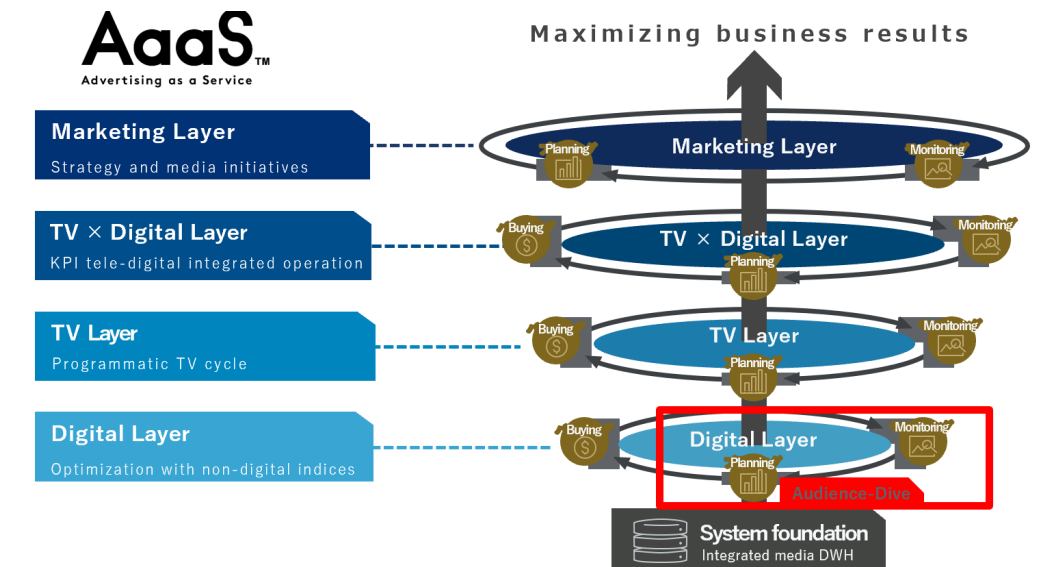 AaaS TM
Advertising as a Service
Maximizing business results
Marketing Layer
Strategy and media initiatives
Planning
Marketing Layer
Monitoring
TV × Digital Layer
KPI tele-digital integrated operation
Buying
TV × Digital Layer
Monitoring
Planning
TV Layer
Programmatic TV cycle
Buying
TV Layer
Monitoring
Planning
Digital Layer
Optimization with non-digital indices
Buying
Digital Layer
Monitoring
Planning
Audience-Dive
System foundation
Integrated media DWH